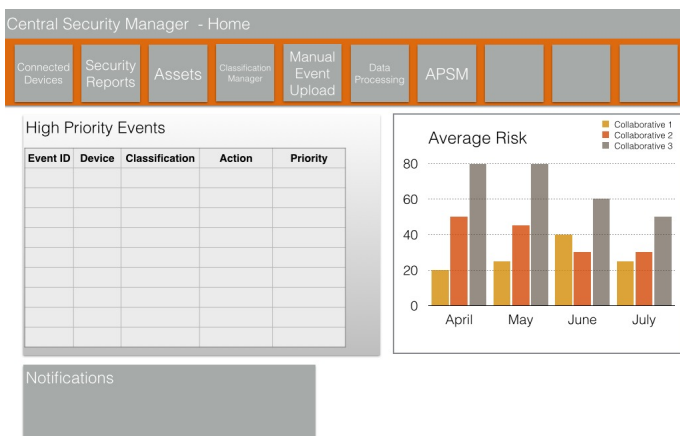 Central Security Manager - Home
Connected
Devices
Security
Reports
Assets
Classification
Manager
Manual
Event
Upload
Data
Processing
APSM
High Priority Events
Event ID Device Classification Action Priority
Average Risk
Collaborative 1
Collaborative 2
Collaborative 3
80
60
40
20
0
April May June July
Notifications